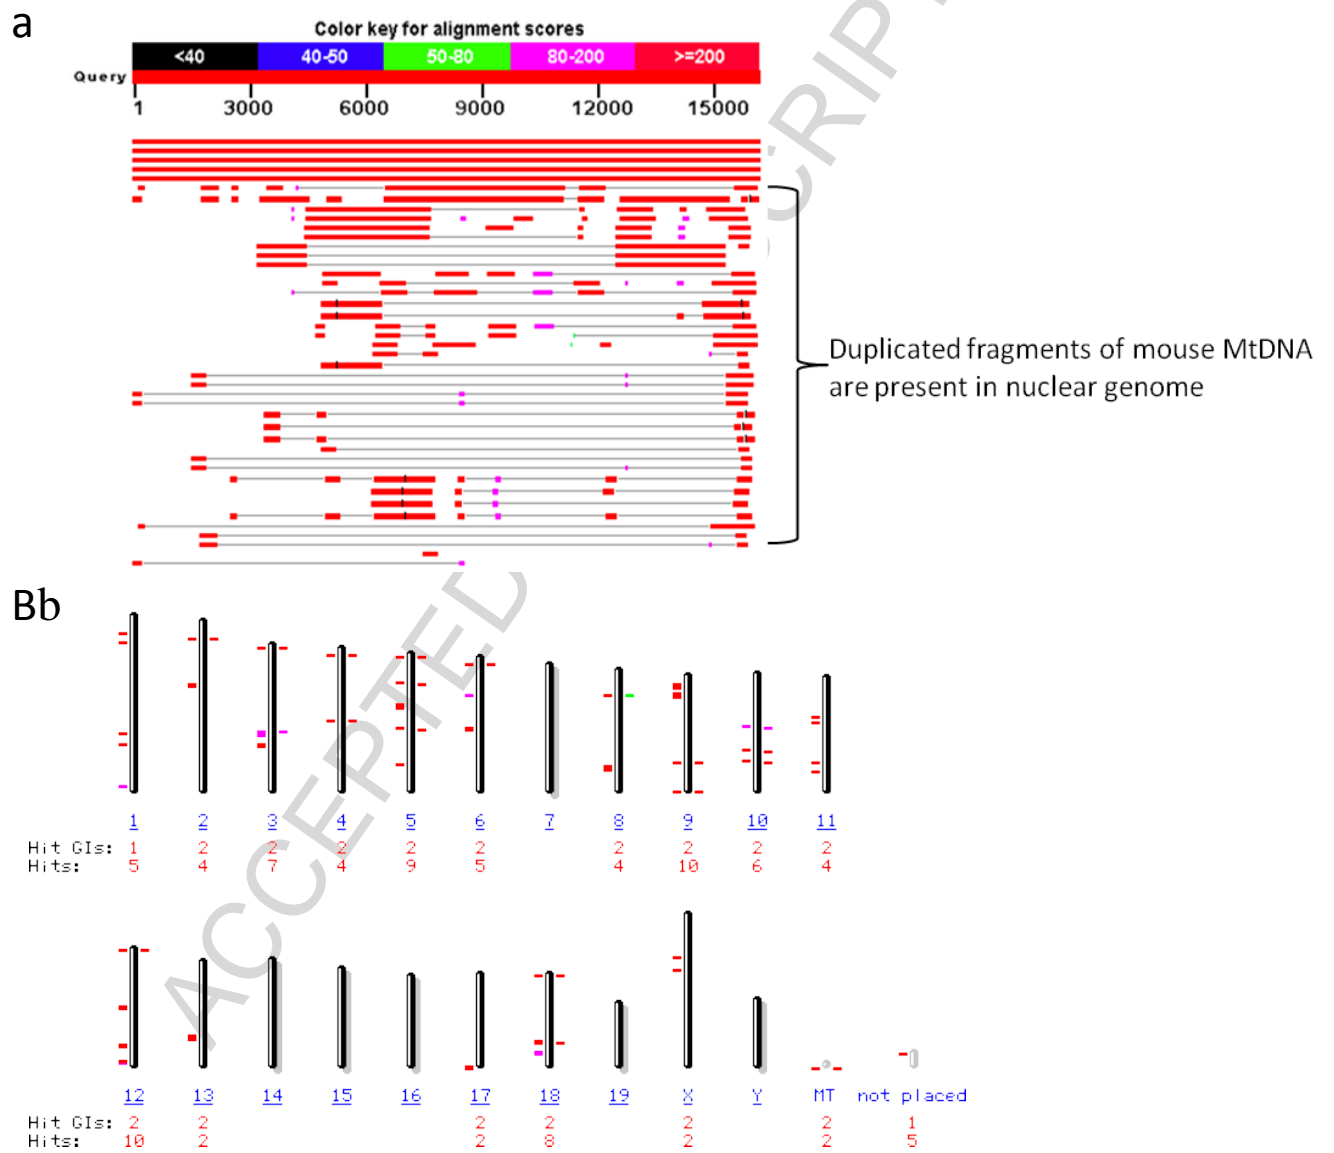 a
Color key for alignment scores
<40 40-50 50-80 80-200 >=200
Query
1 3000 6000 9000 12000 15000
Duplicated fragments of mouse MtDNA
are present in nuclear genome
Bb
1 2 3 4 5 6 7 8 9 10 11
Hit GIs: 1 2 2 2 2 2 2 2 2 2
Hits: 5 4 7 4 9 5 4 10 6 4
12 13 14 15 16 17 18 19 X Y MT not placed
Hit GIs: 2 2 2 2 2 2 1
Hits: 10 2 2 8 2 2 5
ACCEPTED
CRIPT